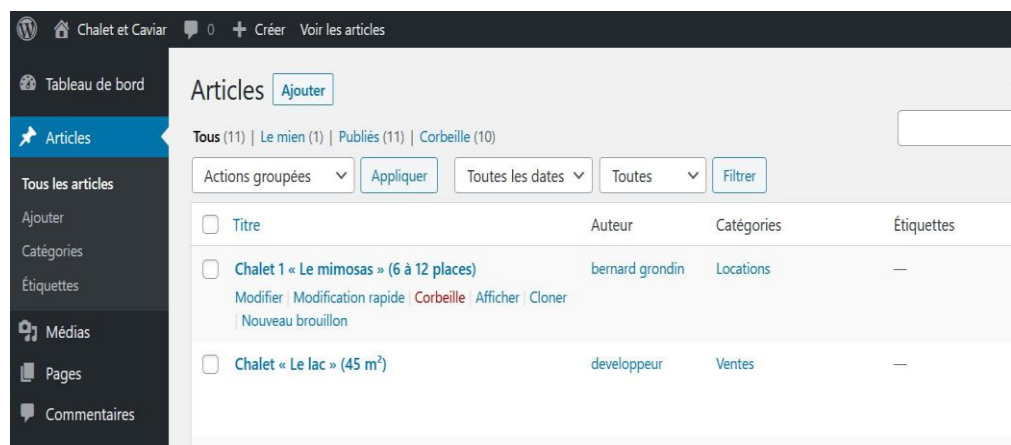 Chalet et Caviar 0 + Créer Voir les articles
Tableau de bord
Articles
Tous les articles
Ajouter
Catégories
Étiquettes
Médias
Pages
Commentaires
Articles Ajouter
Tous (11) | Le mien (1) | Publiés (11) | Corbeille (10)
Actions groupées Appliquer Toutes les dates Toutes Filtrer
Titre Auteur Catégories Étiquettes
Chalet 1 « Le mimosas » (6 à 12 places) bernard grondin Locations —
Modifier | Modification rapide | Corbeille | Afficher | Cloner
| Nouveau brouillon
Chalet « Le lac » (45 m²) developpeur Ventes —